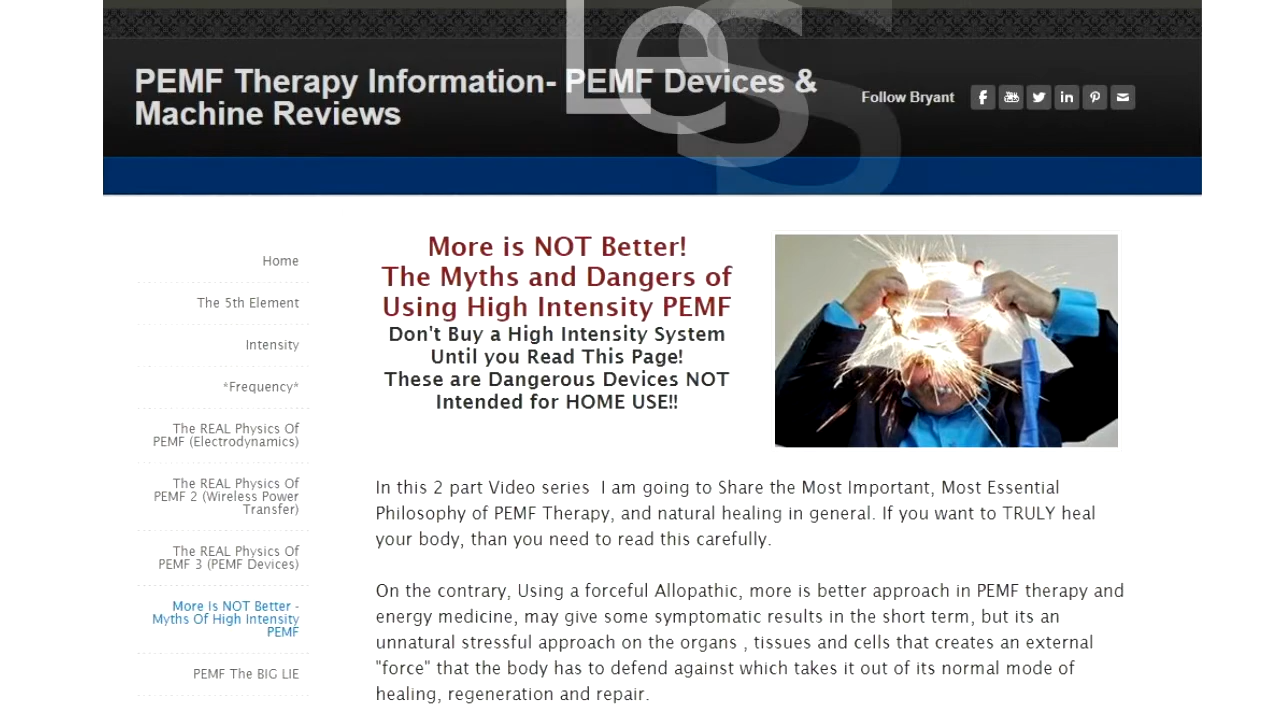 Les
S
PEMF Therapy Information- PEMF Devices &
Machine Reviews
Follow Bryant
Home
The 5th Element
Intensity
*Frequency*
The REAL Physics Of
PEMF (Electrodynamics)
The REAL Physics Of
PEMF 2 (Wireless Power
Transfer)
The REAL Physics Of
PEMF 3 (PEMF Devices)
More Is NOT Better -
Myths Of High Intensity
PEMF
PEMF The BIG LIE
More is NOT Better!
The Myths and Dangers of
Using High Intensity PEMF
Don't Buy a High Intensity System
Until you Read This Page!
These are Dangerous Devices NOT
Intended for HOME USE!!
In this 2 part Video series  I am going to Share the Most Important, Most Essential
Philosophy of PEMF Therapy, and natural healing in general. If you want to TRULY heal
your body, than you need to read this carefully.
On the contrary, Using a forceful Allopathic, more is better approach in PEMF therapy and
energy medicine, may give some symptomatic results in the short term, but its an
unnatural stressful approach on the organs , tissues and cells that creates an external
"force" that the body has to defend against which takes it out of its normal mode of
healing, regeneration and repair.